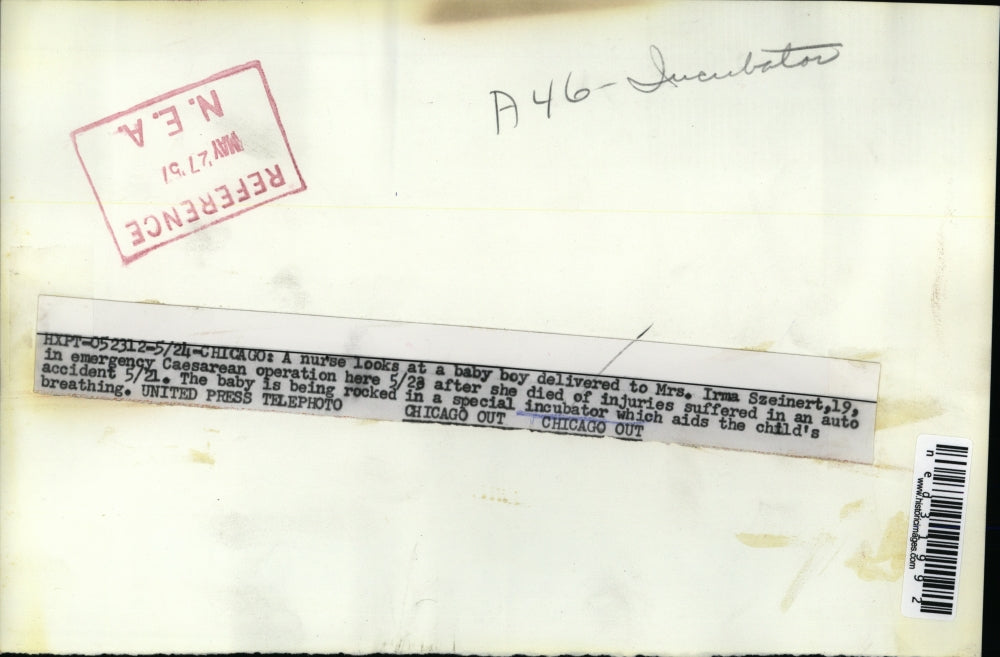 A46-Incubator
REFERENCE
MAY 27 '57
N.E.A.
HXPT-052312-5/24-CHICAGO: A nurse looks at a baby boy delivered to Mrs. Irma Szeinert,19,
in emergency Caesarean operation here 5/23 after she died of injuries suffered in an auto
accident 5/21. The baby is being rocked in a special incubator which aids the child's
breathing. UNITED PRESS TELEPHOTO CHICAGO OUT CHICAGO OUT
ned31992
www.historicimages.com